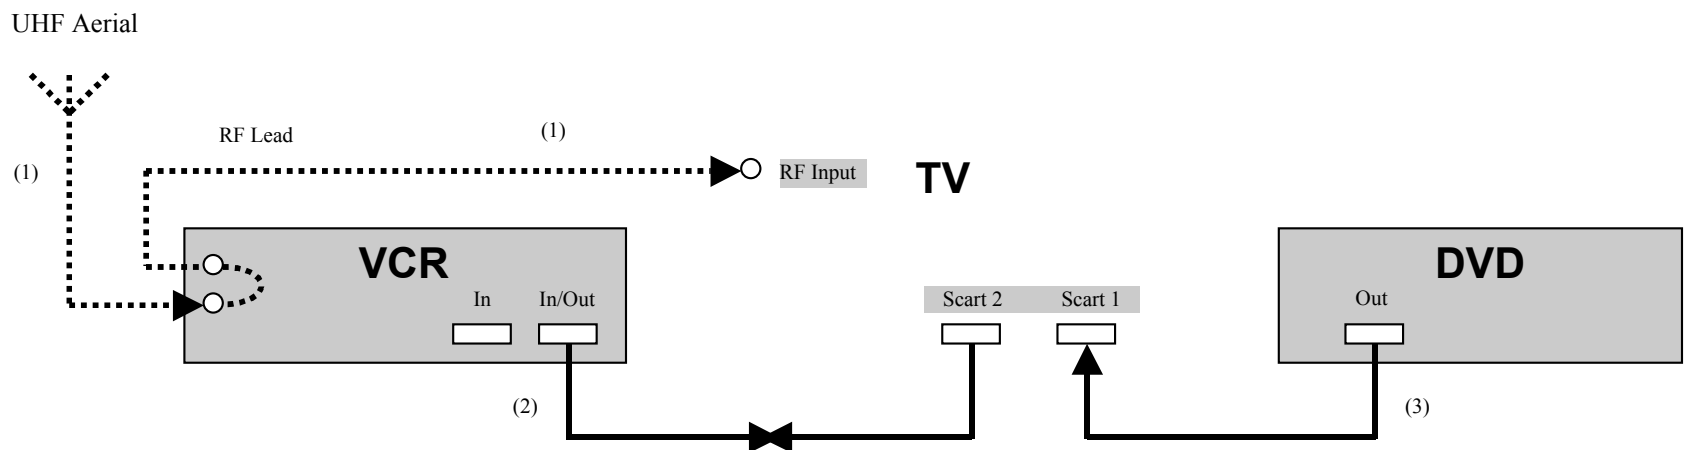 UHF Aerial
RF Lead
(1)
(1)
RF Input
TV
VCR
DVD
In
In/Out
Scart 2
Scart 1
Out
(2)
(3)